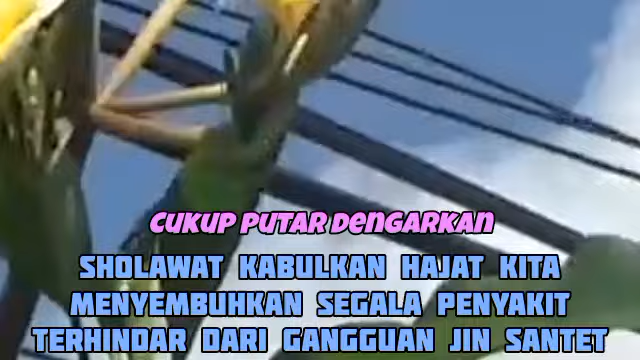 CUKUP PUTAR DENGARKAN
SHOLAWAT KABULKAN HAJAT KITA
MENYEMBUHKAN SEGALA PENYAKIT
TERHINDAR DARI GANGGUAN JIN SANTET